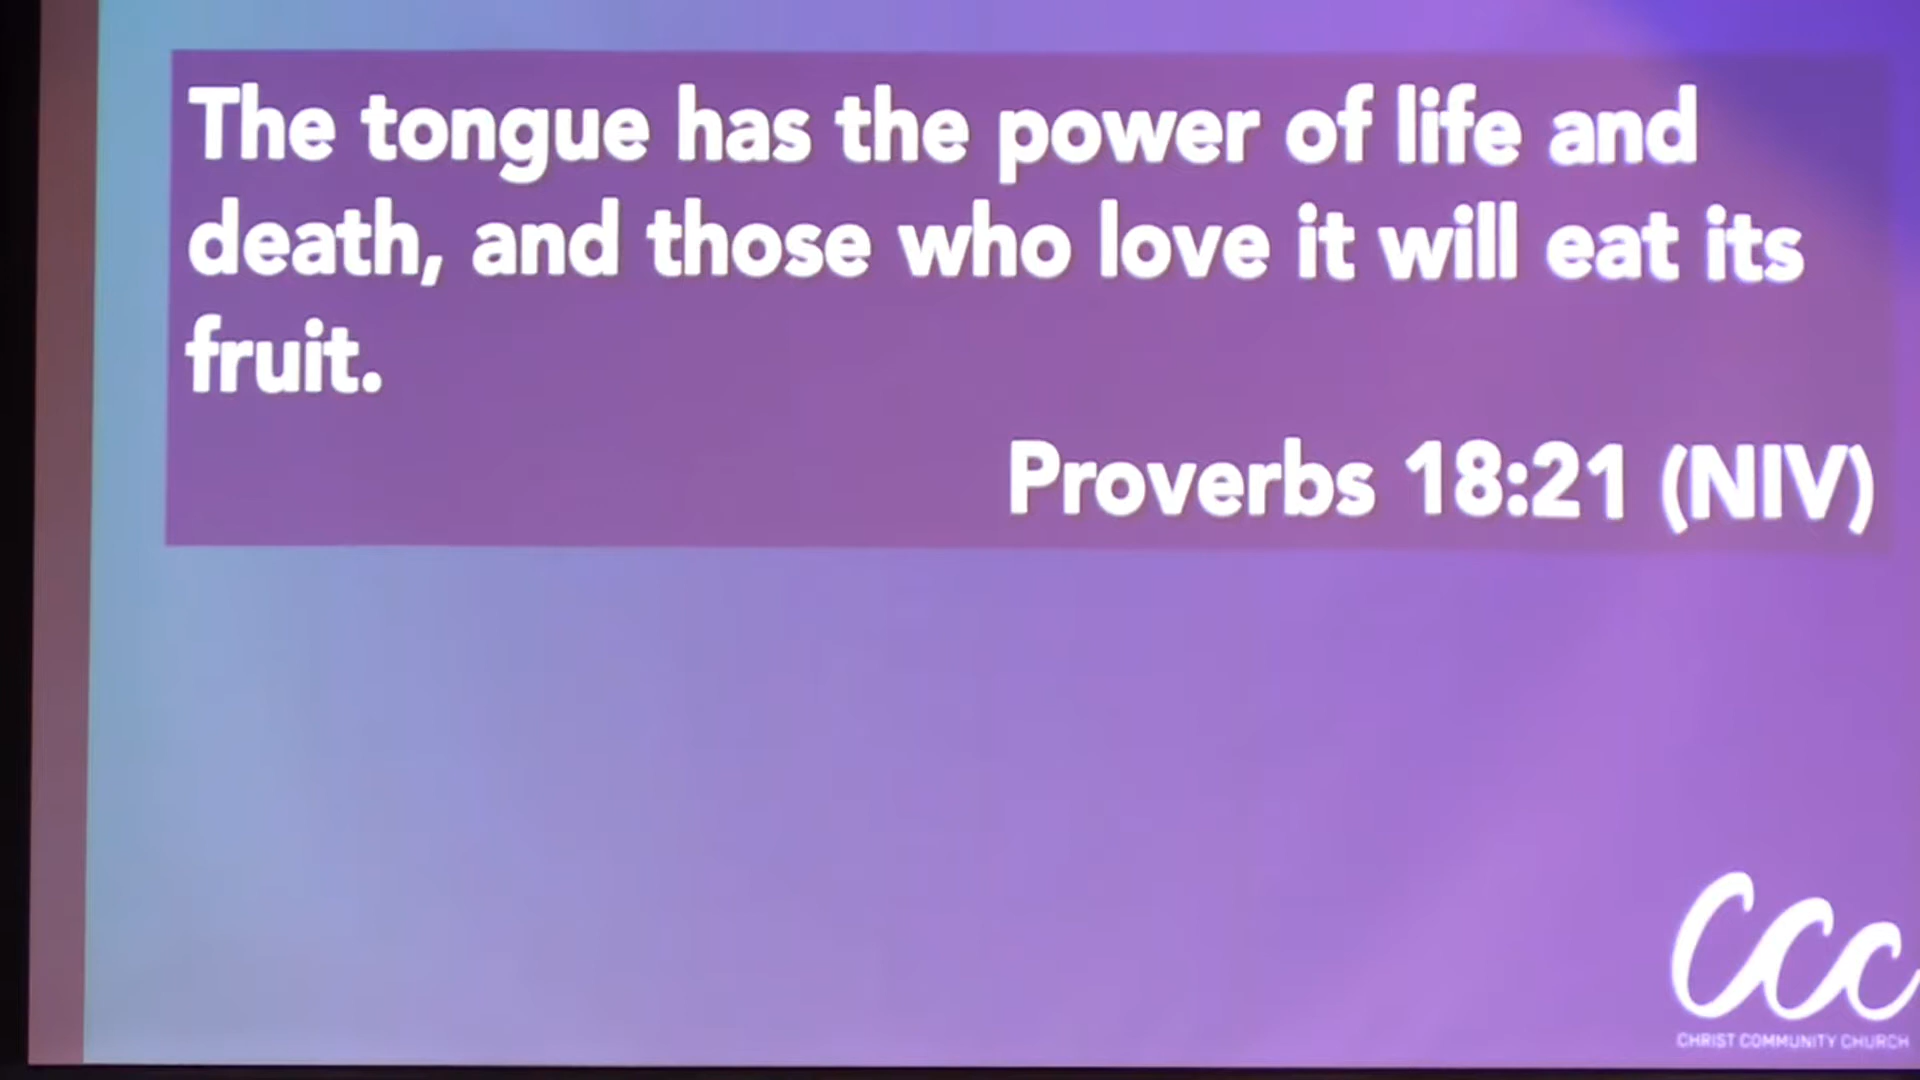 The tongue has the power of life and
death, and those who love it will eat its
fruit.
Proverbs 18:21 (NIV)
CCC
CHRIST COMMUNITY CHURCH